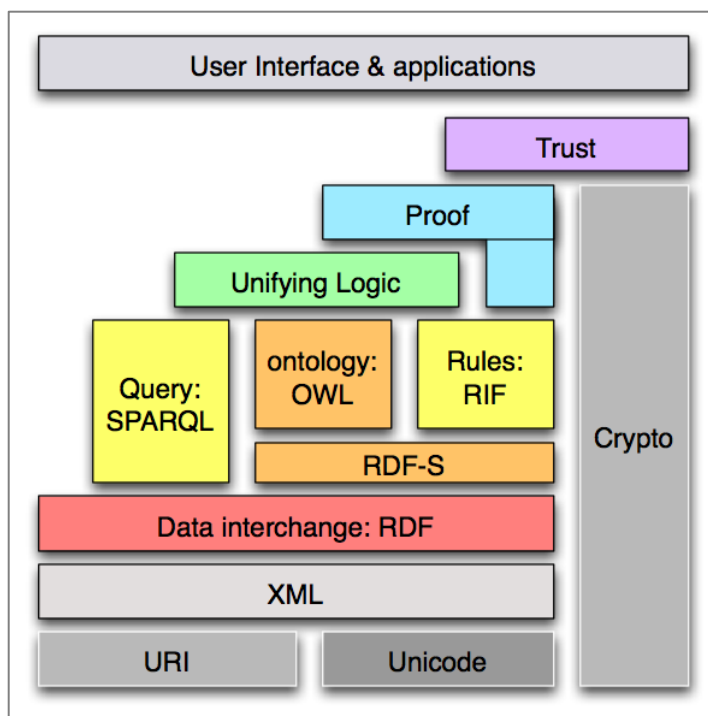 User Interface & applications
Trust
Proof
Unifying Logic
Query:
SPARQL
ontology:
OWL
Rules:
RIF
Crypto
RDF-S
Data interchange: RDF
XML
URI
Unicode